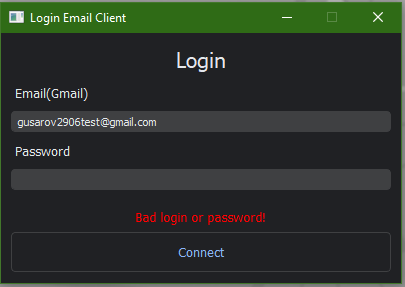 Login Email Client
Login
Email(Gmail)
gusarov2906test@gmail.com
Password
Bad login or password!
Connect